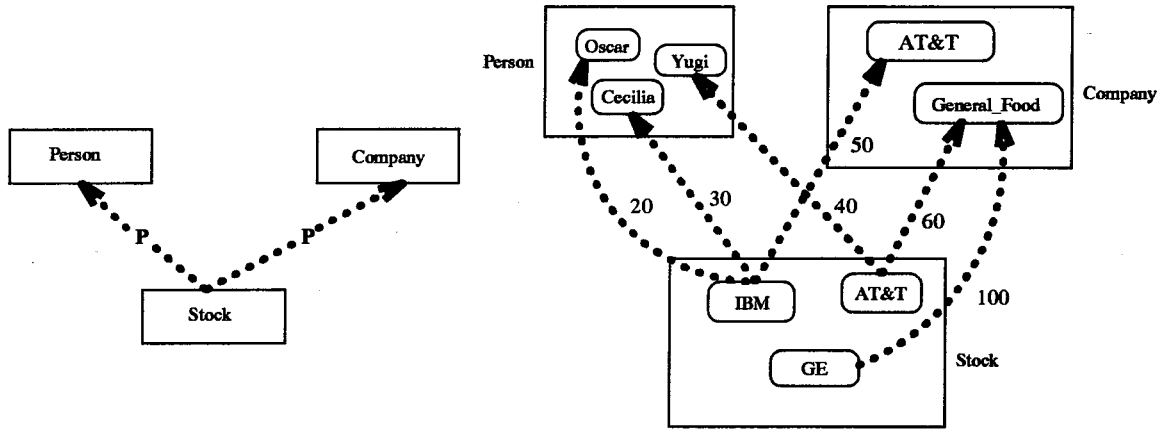 Person
Company
P
P
Stock
Person
Oscar
Yugi
Cecilia
AT&T
General_Food
Company
50
20
30
40
60
100
IBM
AT&T
GE
Stock